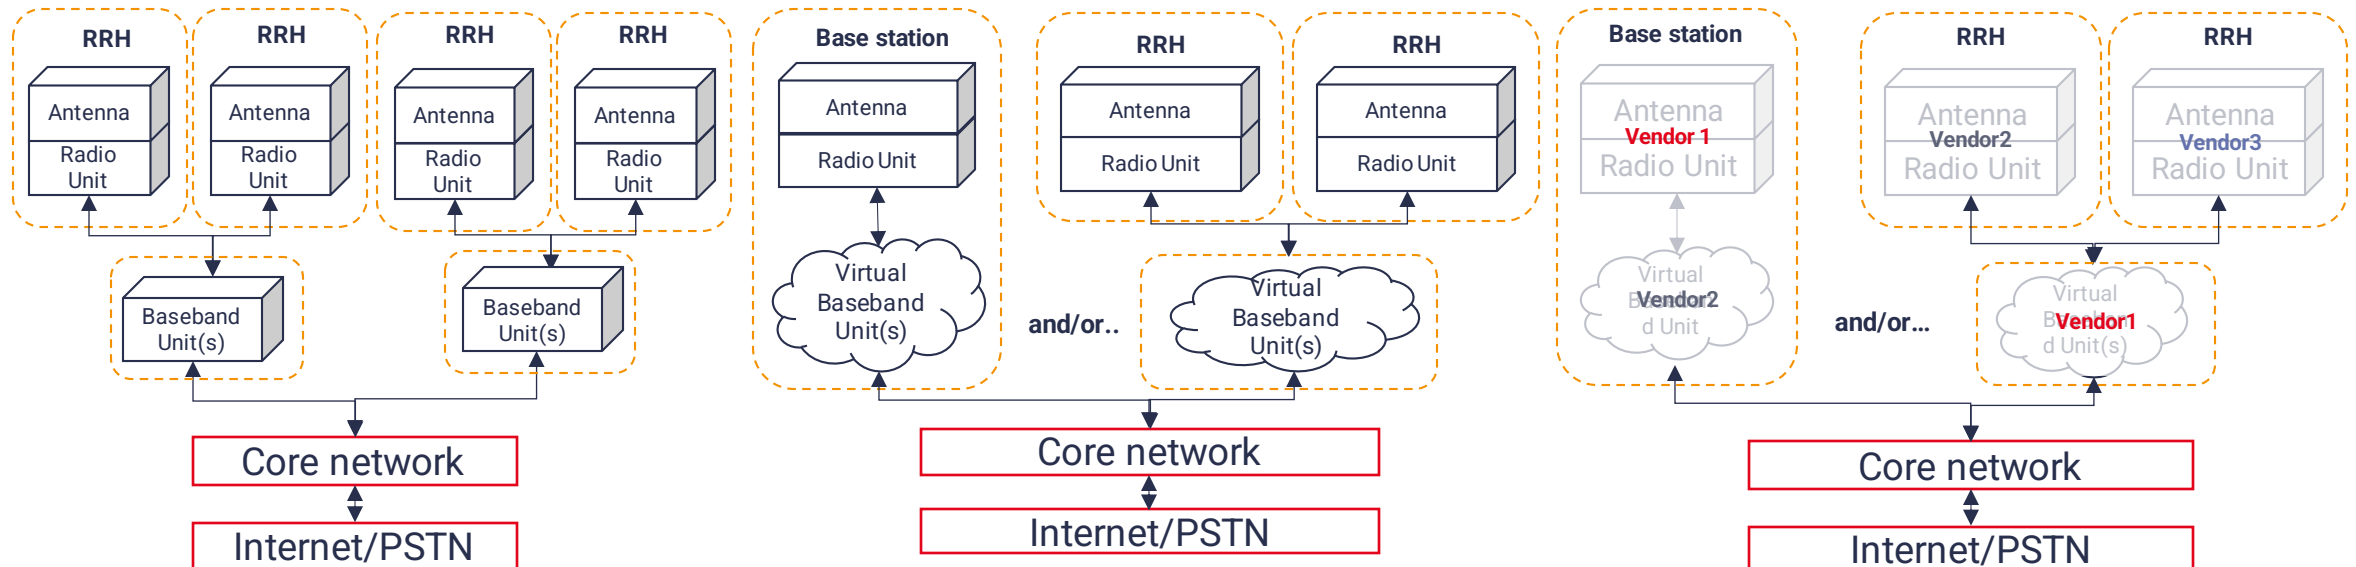 RRH
RRH
RRH
RRH
Antenna
Radio
Unit
Antenna
Radio
Unit
Antenna
Radio
Unit
Antenna
Radio
Unit
Baseband
Unit(s)
Baseband
Unit(s)
Core network
Internet/PSTN
Base station
Antenna
Radio Unit
Virtual
Baseband
Unit(s)
and/or..
RRH
RRH
Antenna
Radio Unit
Antenna
Radio Unit
Virtual
Baseband
Unit(s)
Core network
Internet/PSTN
Base station
Antenna
Vendor 1
Radio Unit
Virtual
Vendor2
d Unit
and/or...
RRH
RRH
Antenna
Vendor2
Radio Unit
Antenna
Vendor3
Radio Unit
Virtual
Vendor1
d Unit(s)
Core network
Internet/PSTN